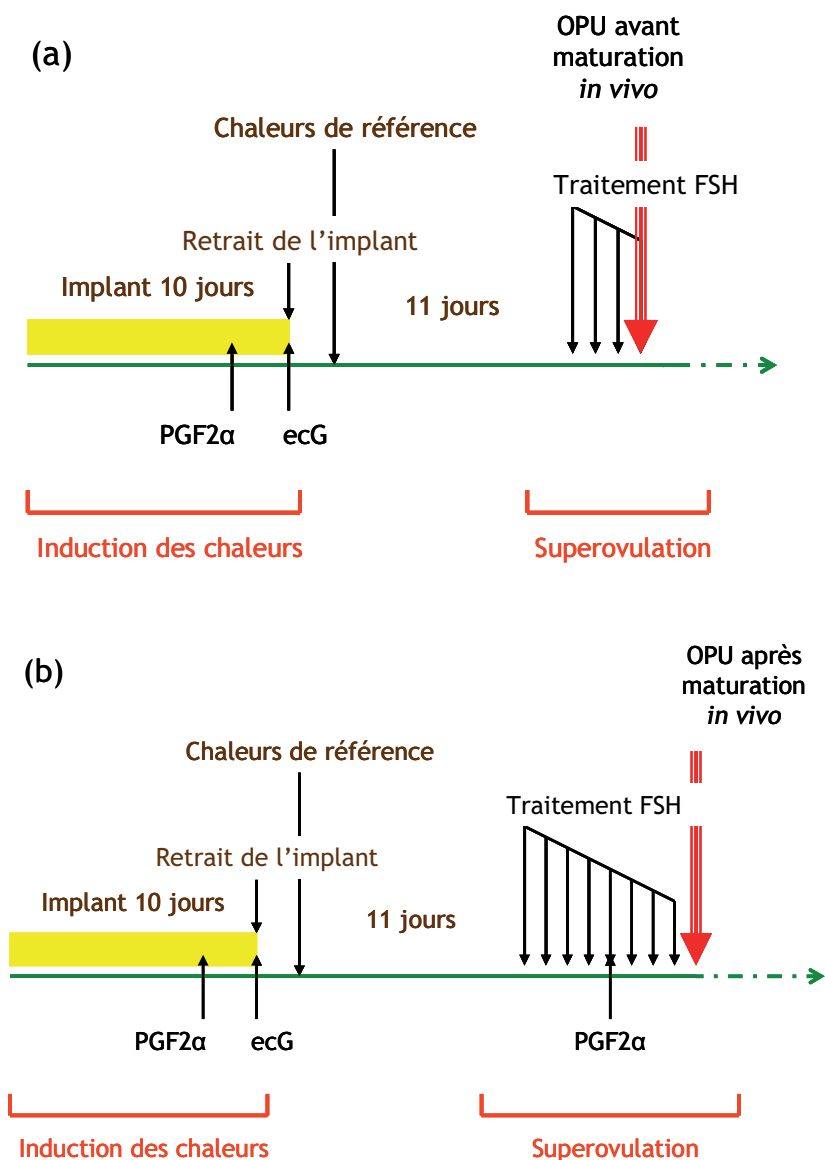 (a)
OPU avant
maturation
in vivo
Chaleurs de référence
Traitement FSH
Retrait de l’implant
Implant 10 jours
11 jours
PGF2α
ecG
Induction des chaleurs
Superovulation
(b)
OPU après
maturation
in vivo
Chaleurs de référence
Traitement FSH
Retrait de l’implant
Implant 10 jours
11 jours
PGF2α
ecG
PGF2α
Induction des chaleurs
Superovulation